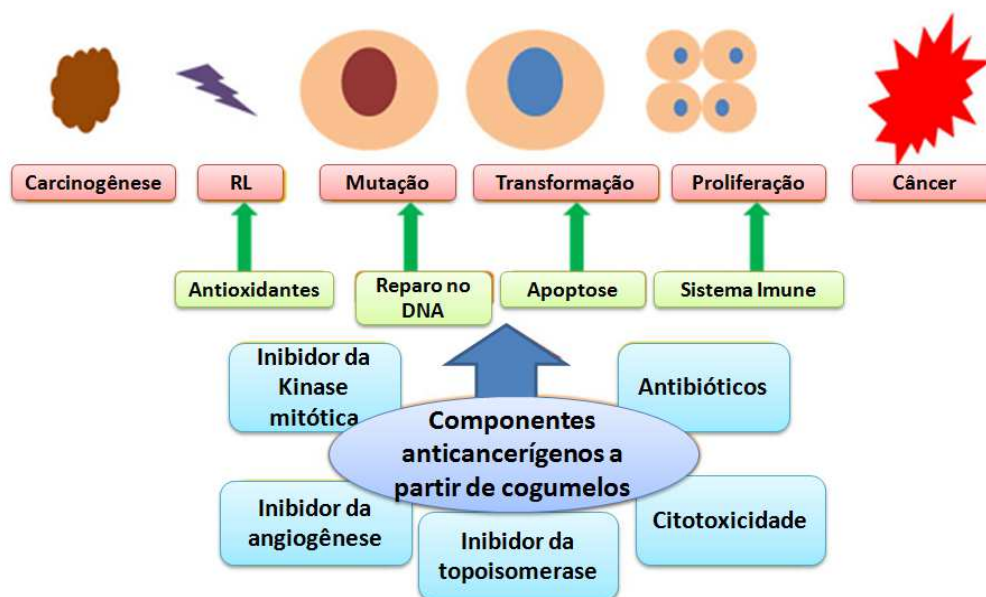 Carcinogênese
RL
Mutação
Transformação
Proliferação
Câncer
Antioxidantes
Reparo no
DNA
Apoptose
Sistema Imune
Inibidor da
Kinase
mitótica
Antibióticos
Componentes
anticancerígenos a
partir de cogumelos
Inibidor da
angiogênese
Inibidor da
topoisomerase
Citotoxicidade